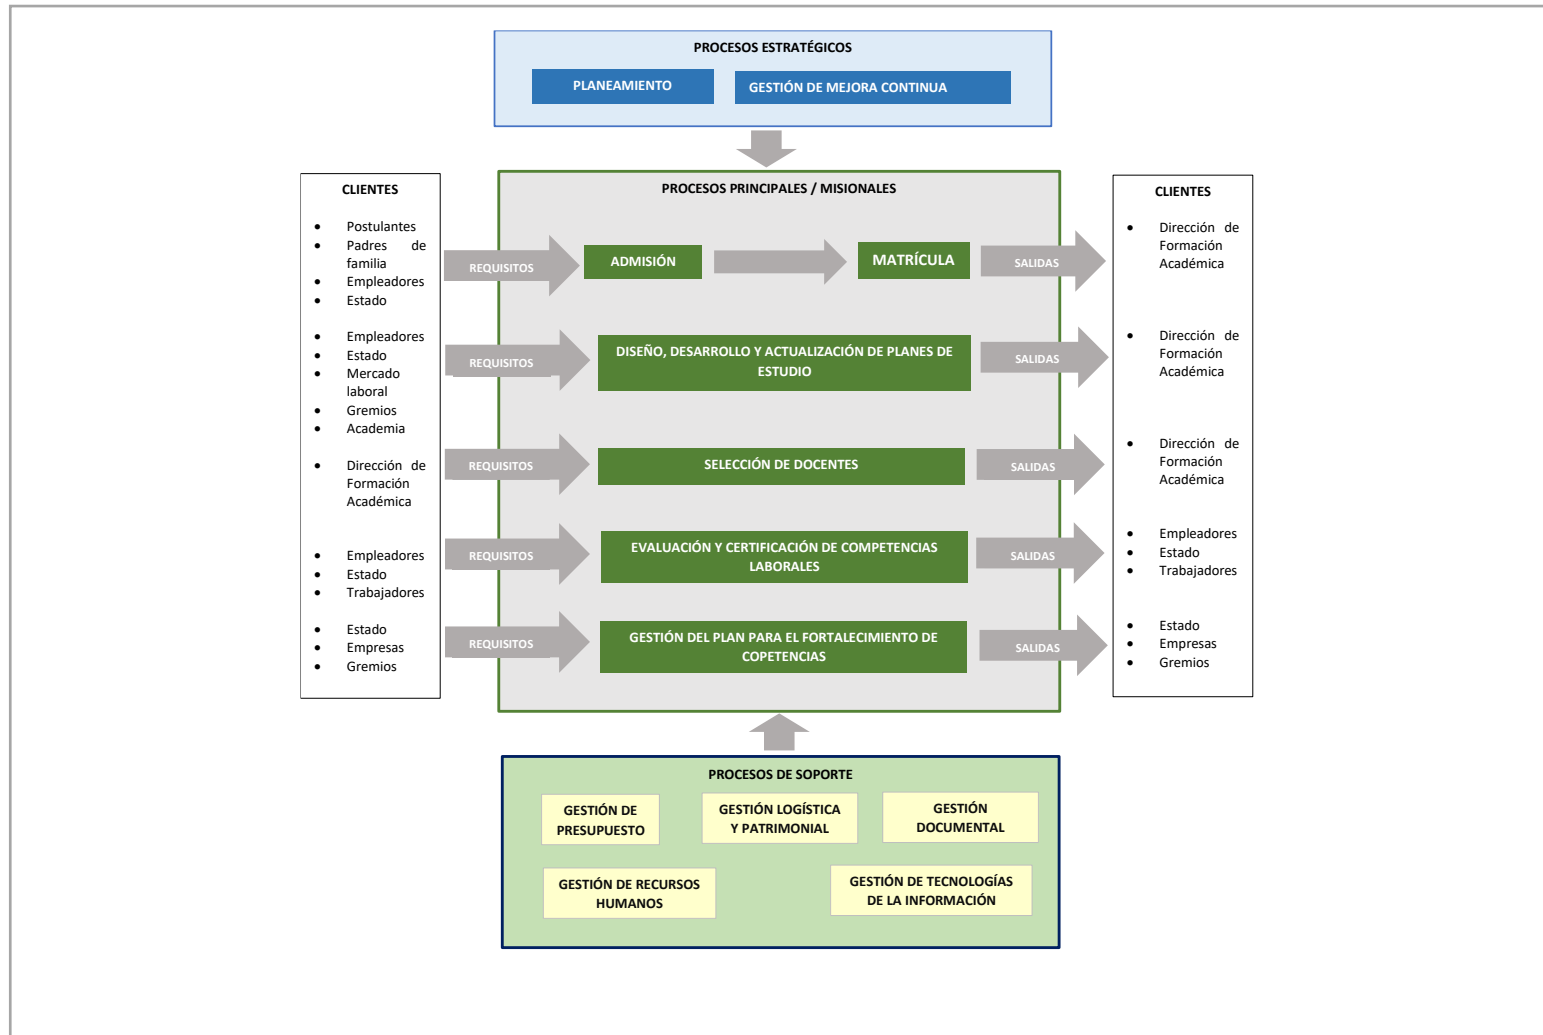 PROCESOS ESTRATÉGICOS
PLANEAMIENTO
GESTIÓN DE MEJORA CONTINUA
CLIENTES
• Postulantes
• Padres de
familia
• Empleadores
• Estado
• Empleadores
• Estado
• Mercado
laboral
• Gremios
• Academia
• Dirección de
Formación
Académica
• Empleadores
• Estado
• Trabajadores
• Estado
• Empresas
• Gremios
PROCESOS PRINCIPALES / MISIONALES
REQUISITOS
ADMISIÓN
MATRÍCULA
SALIDAS
REQUISITOS
DISEÑO, DESARROLLO Y ACTUALIZACIÓN DE PLANES DE
ESTUDIO
SALIDAS
REQUISITOS
SELECCIÓN DE DOCENTES
SALIDAS
REQUISITOS
EVALUACIÓN Y CERTIFICACIÓN DE COMPETENCIAS
LABORALES
SALIDAS
REQUISITOS
GESTIÓN DEL PLAN PARA EL FORTALECIMIENTO DE
COPETENCIAS
SALIDAS
CLIENTES
• Dirección de
Formación
Académica
• Dirección de
Formación
Académica
• Dirección de
Formación
Académica
• Empleadores
• Estado
• Trabajadores
• Estado
• Empresas
• Gremios
PROCESOS DE SOPORTE
GESTIÓN DE
PRESUPUESTO
GESTIÓN LOGÍSTICA
Y PATRIMONIAL
GESTIÓN
DOCUMENTAL
GESTIÓN DE RECURSOS
HUMANOS
GESTIÓN DE TECNOLOGÍAS
DE LA INFORMACIÓN